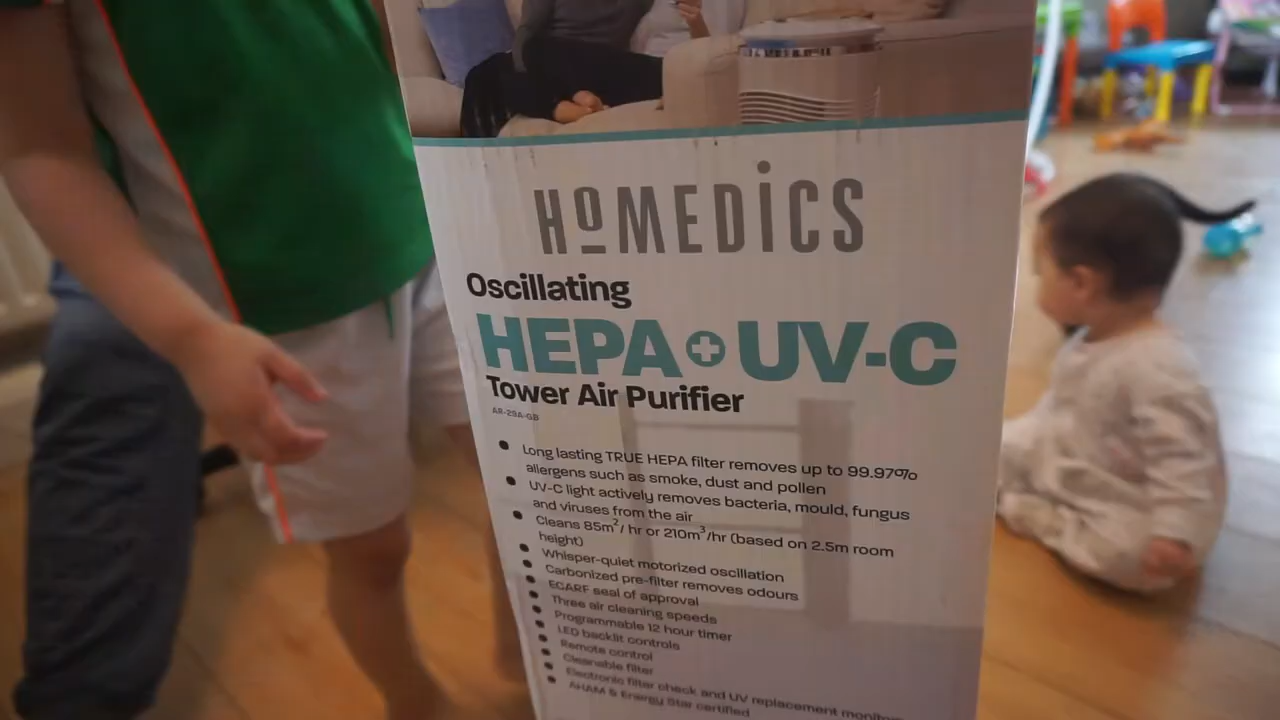 HoMEDiCS
Oscillating
HEPA+UV-C
Tower Air Purifier
AR-29A-GB
Long lasting TRUE HEPA filter removes up to 99.97%
allergens such as smoke, dust and pollen
UV-C light actively removes bacteria, mould, fungus
and viruses from the air
Cleans 85m²/ hr or 210m³/hr (based on 2.5m room
height)
Whisper-quiet motorized oscillation
Carbonized pre-filter removes odours
ECARF seal of approval
Three air cleaning speeds
Programmable 12 hour timer
LED backlit controls
Remote control
Cleanable filter
Electronic filter check and UV replacement monitors
AHAM & Energy Star certified